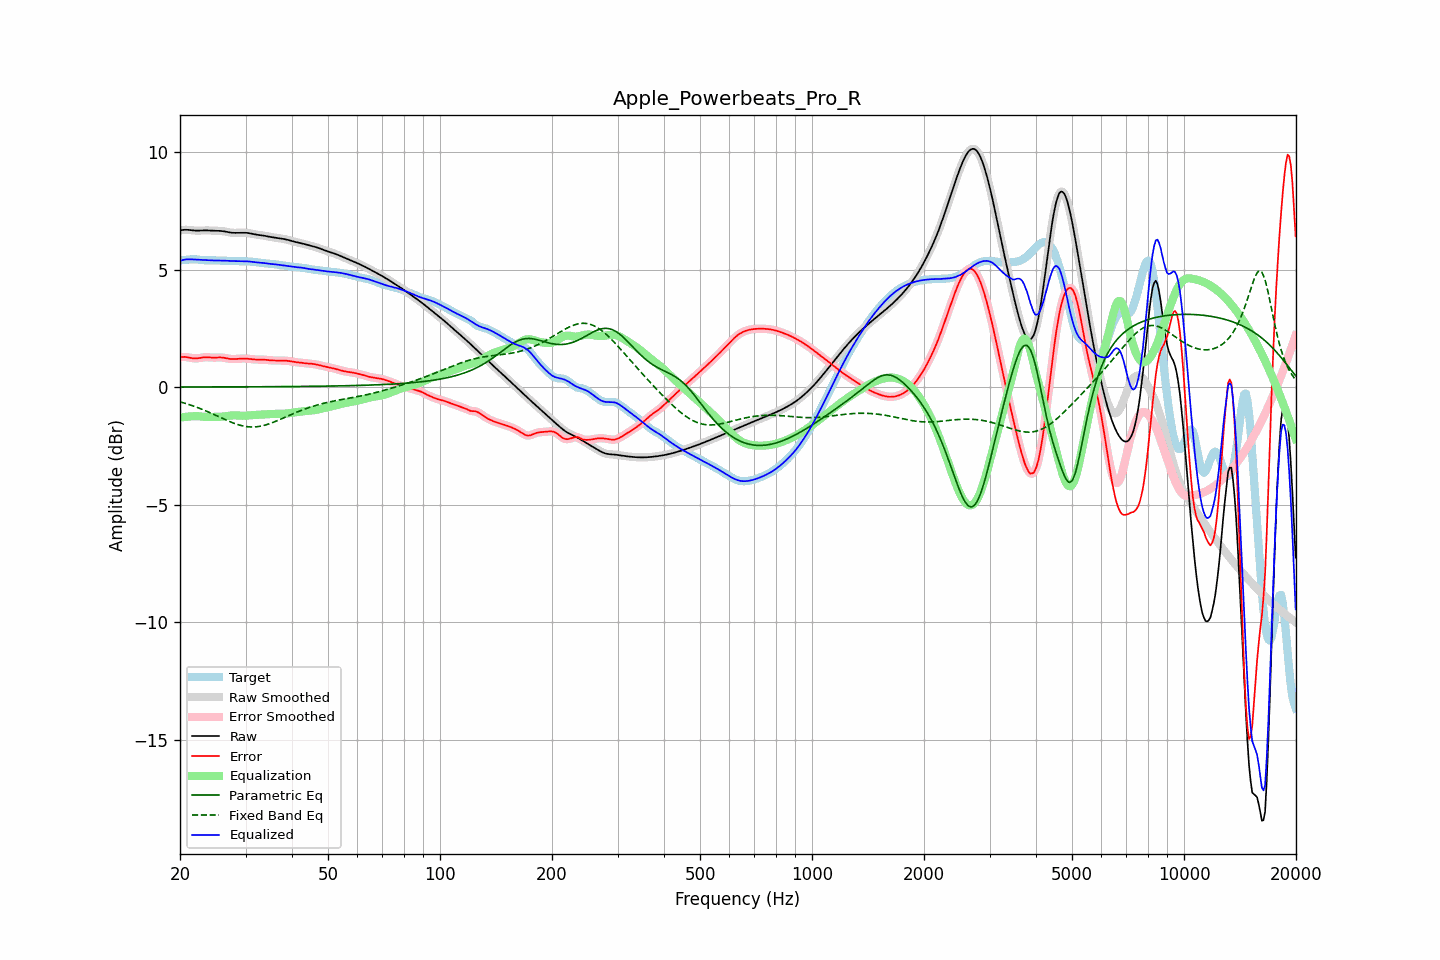 Apple_Powerbeats_Pro_R
10
5
0
−5
−10
−15
Amplitude (dBr)
Target
Raw Smoothed
Error Smoothed
Raw
Error
Equalization
Parametric Eq
Fixed Band Eq
Equalized
20 50 100 200 500 1000 2000 5000 10000 20000
Frequency (Hz)